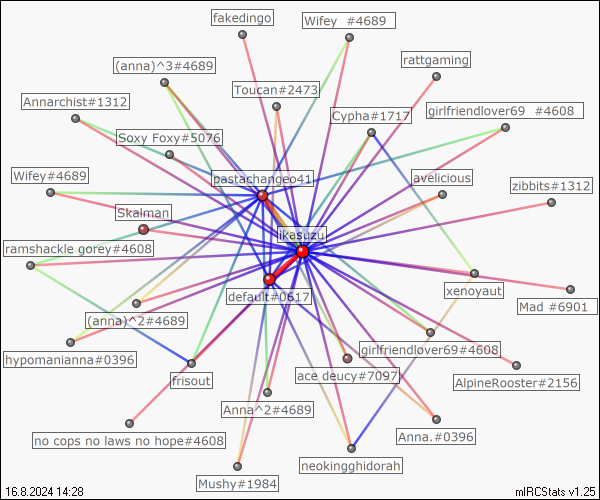 fakedingo
Wifey  #4689
(anna)^3#4689
rattgaming
Toucan#2473
Annarchist#1312
Cypha#1717
girlfriendlover69  #4608
Soxy Foxy#5076
Wifey#4689
pastachangeo41
avelicious
zibbits#1312
Skalman
ikasuzu
ramshackle gorey#4608
default#0617
xenoyaut
Mad #6901
(anna)^2#4689
hypomanianna#0396
girlfriendlover69#4608
frisout
ace deucy#7097
AlpineRooster#2156
Anna^2#4689
no cops no laws no hope#4608
Anna.#0396
neokingghidorah
Mushy#1984
16.8.2024 14:28
mIRCStats v1.25